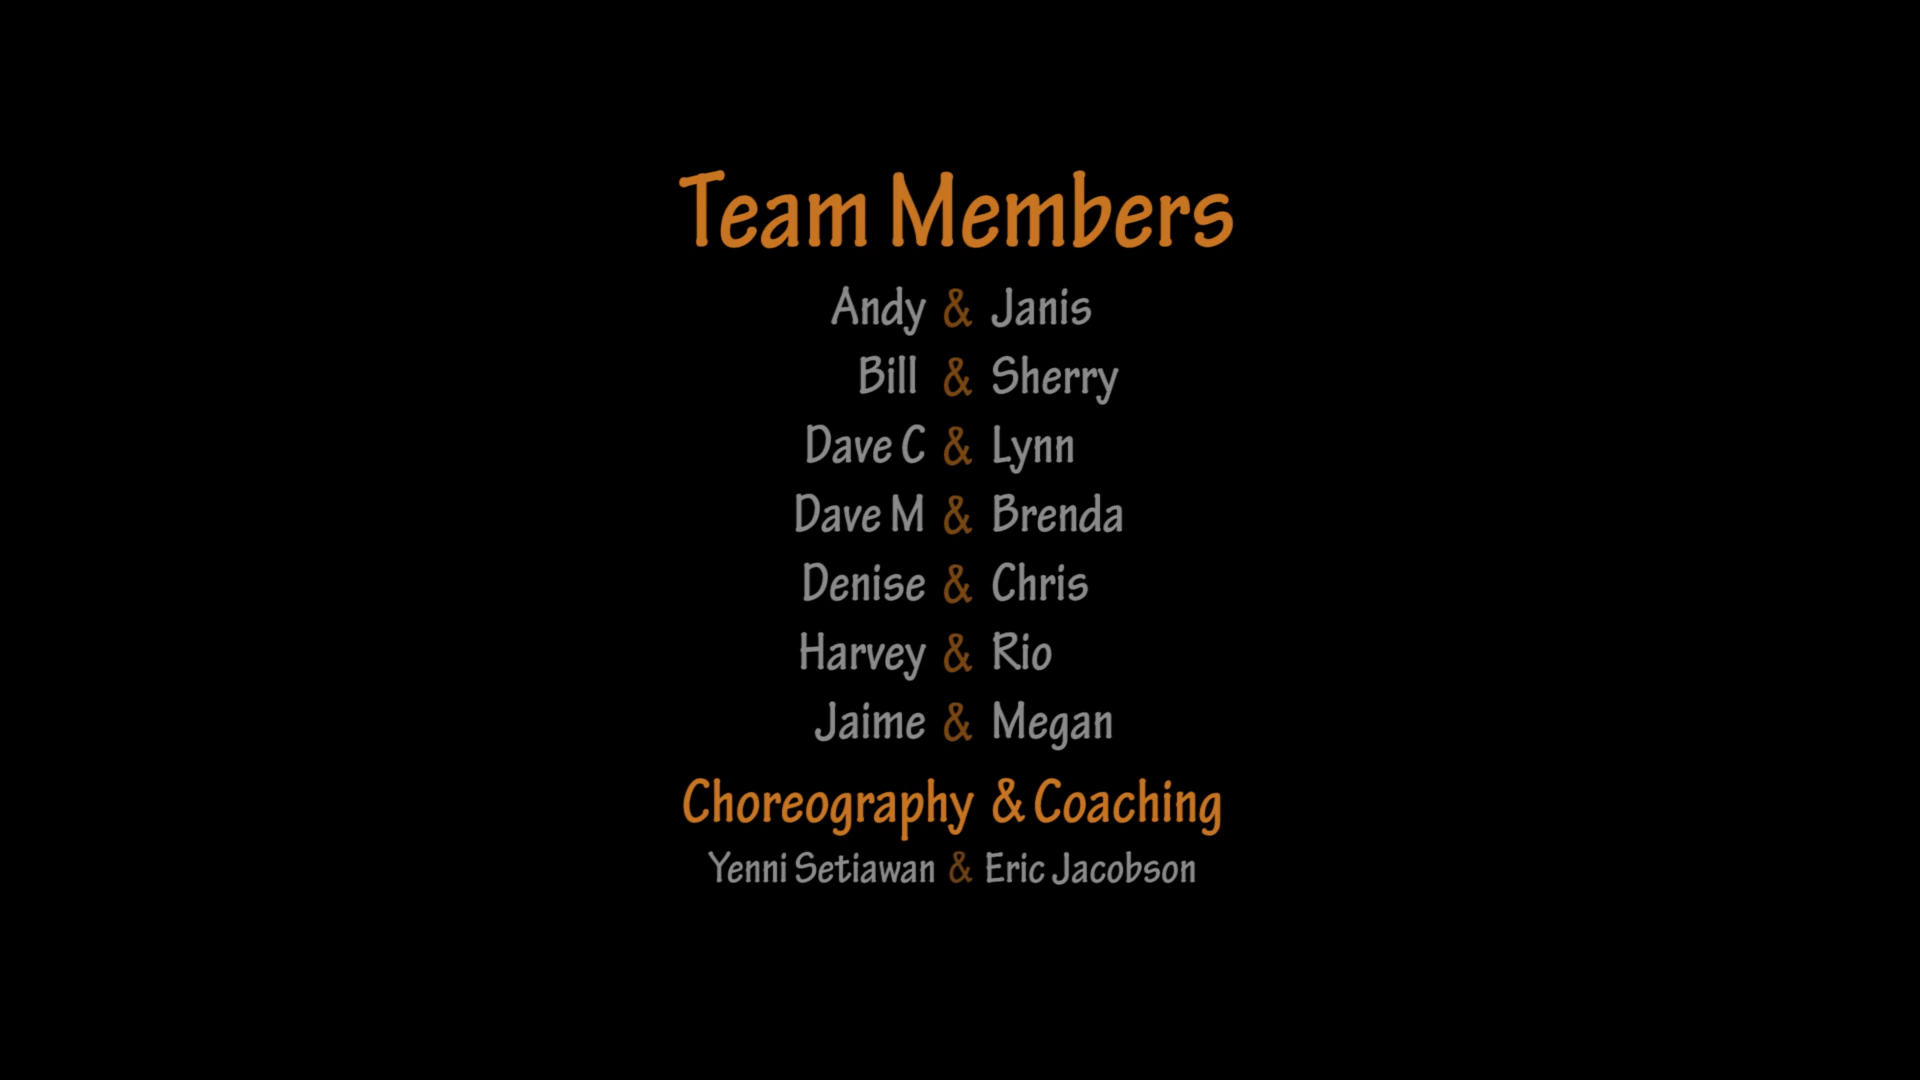 Team Members
Andy & Janis
Bill & Sherry
Dave C & Lynn
Dave M & Brenda
Denise & Chris
Harvey & Rio
Jaime & Megan
Choreography & Coaching
Yenni Setiawan & Eric Jacobson